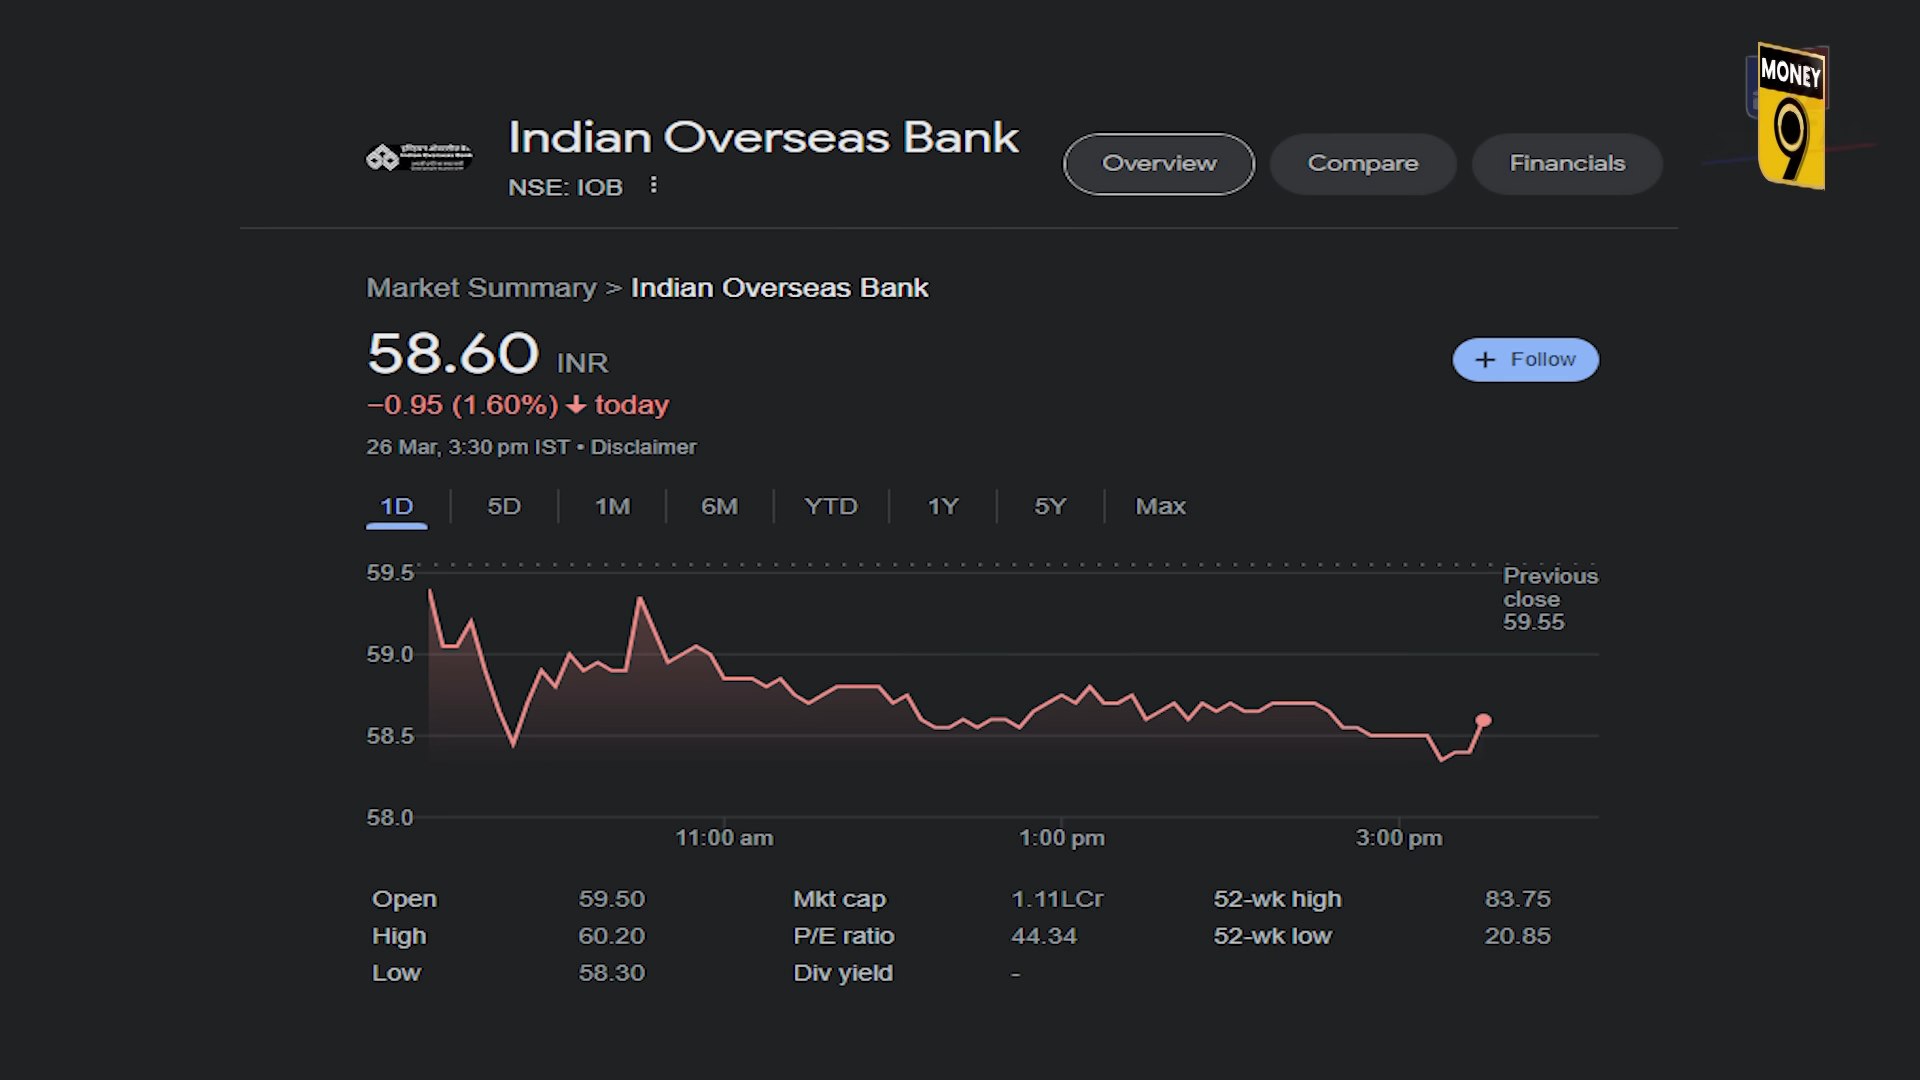 MONEY
9
Indian Overseas Bank
NSE: IOB
Overview
Compare
Financials
Indian Overseas Bank
Market Summary > Indian Overseas Bank
58.60 INR
−0.95 (1.60%) ↓ today
26 Mar, 3:30 pm IST • Disclaimer
+ Follow
1D 5D 1M 6M YTD 1Y 5Y Max
59.5
59.0
58.5
58.0
Previous
close
59.55
11:00 am 1:00 pm 3:00 pm
Open 59.50 Mkt cap 1.11LCr 52-wk high 83.75
High 60.20 P/E ratio 44.34 52-wk low 20.85
Low 58.30 Div yield -